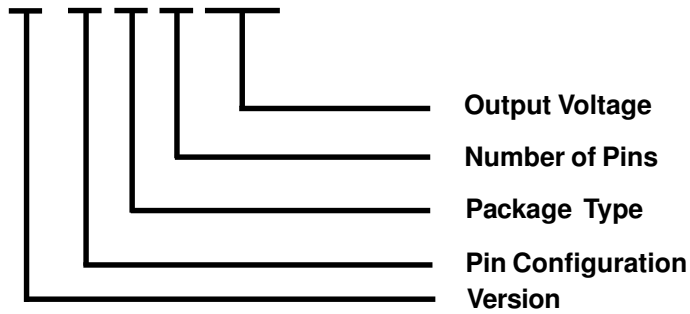 Output Voltage
Number of Pins
Package Type
Pin Configuration
Version